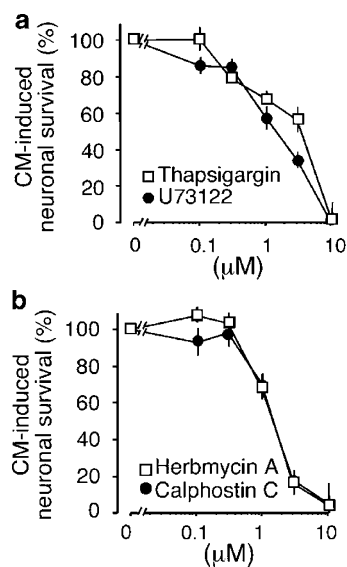 a
CM-induced
neuronal survival (%)
100
80
60
40
20
0
Thapsigargin
U73122
0 0.1 1 10
(μM)
b
CM-induced
neuronal survival (%)
100
80
60
40
20
0
Herbmycin A
Calphostin C
0 0.1 1 10
(μM)